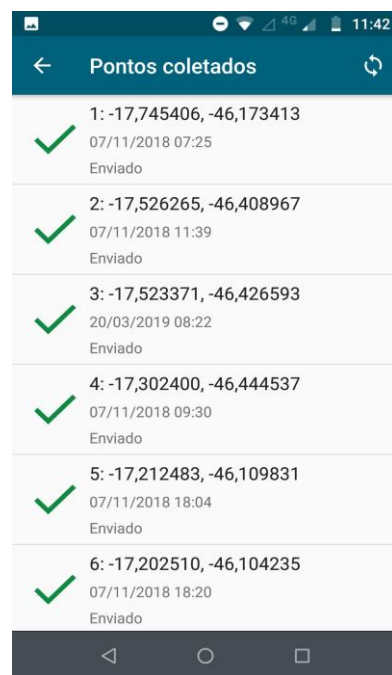 4G 11:42
Pontos coletados
1: -17,745406, -46,173413
07/11/2018 07:25
Enviado
2: -17,526265, -46,408967
07/11/2018 11:39
Enviado
3: -17,523371, -46,426593
20/03/2019 08:22
Enviado
4: -17,302400, -46,444537
07/11/2018 09:30
Enviado
5: -17,212483, -46,109831
07/11/2018 18:04
Enviado
6: -17,202510, -46,104235
07/11/2018 18:20
Enviado